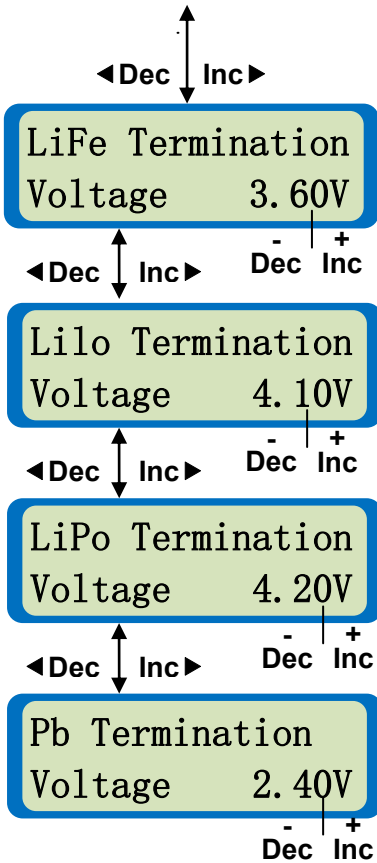 ◀Dec Inc▶
LiFe Termination
Voltage 3.60V
- +
Dec Inc
◀Dec Inc▶
Lilo Termination
Voltage 4.10V
- +
Dec Inc
◀Dec Inc▶
LiPo Termination
Voltage 4.20V
- +
Dec Inc
◀Dec Inc▶
Pb Termination
Voltage 2.40V
- +
Dec Inc